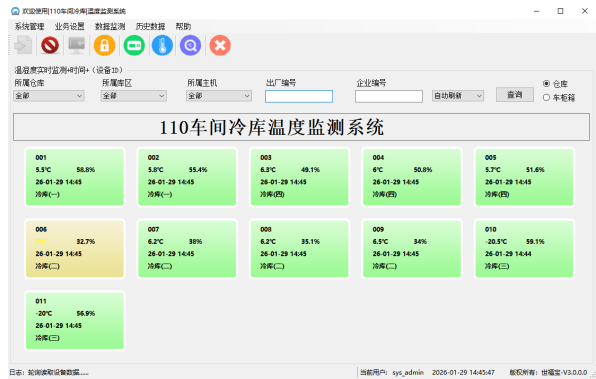 欢迎使用|110车间冷库|温度监测系统
系统管理 业务设置 数据监测 历史数据 帮助
温湿度实时监测+时间+（设备ID）
所属仓库 所属库区 所属主机 出厂编号 企业编号
全部 全部 全部 自动刷新 查询 仓库 车柜箱
110车间冷库温度监测系统
001 002 003 004 005
5.5℃ 58.8% 5.8℃ 55.4% 6.3℃ 49.1% 6℃ 50.8% 5.7℃ 51.6%
26-01-29 14:45 26-01-29 14:45 26-01-29 14:45 26-01-29 14:45 26-01-29 14:45
冷库(一) 冷库(一) 冷库(四) 冷库(四) 冷库(四)
006 007 008 009 010
32.7% 6.2℃ 38% 6.2℃ 35.1% 6.5℃ 34% -20.5℃ 59.1%
26-01-29 14:45 26-01-29 14:45 26-01-29 14:45 26-01-29 14:45 26-01-29 14:44
冷库(二) 冷库(二) 冷库(二) 冷库(二) 冷库(三)
011
-20℃ 56.9%
26-01-29 14:45
冷库(三)
日志：轮询读取设备数据...... 当前用户： sys_admin 2026-01-29 14:45:47 版权所有：世福宝-V3.0.0.0